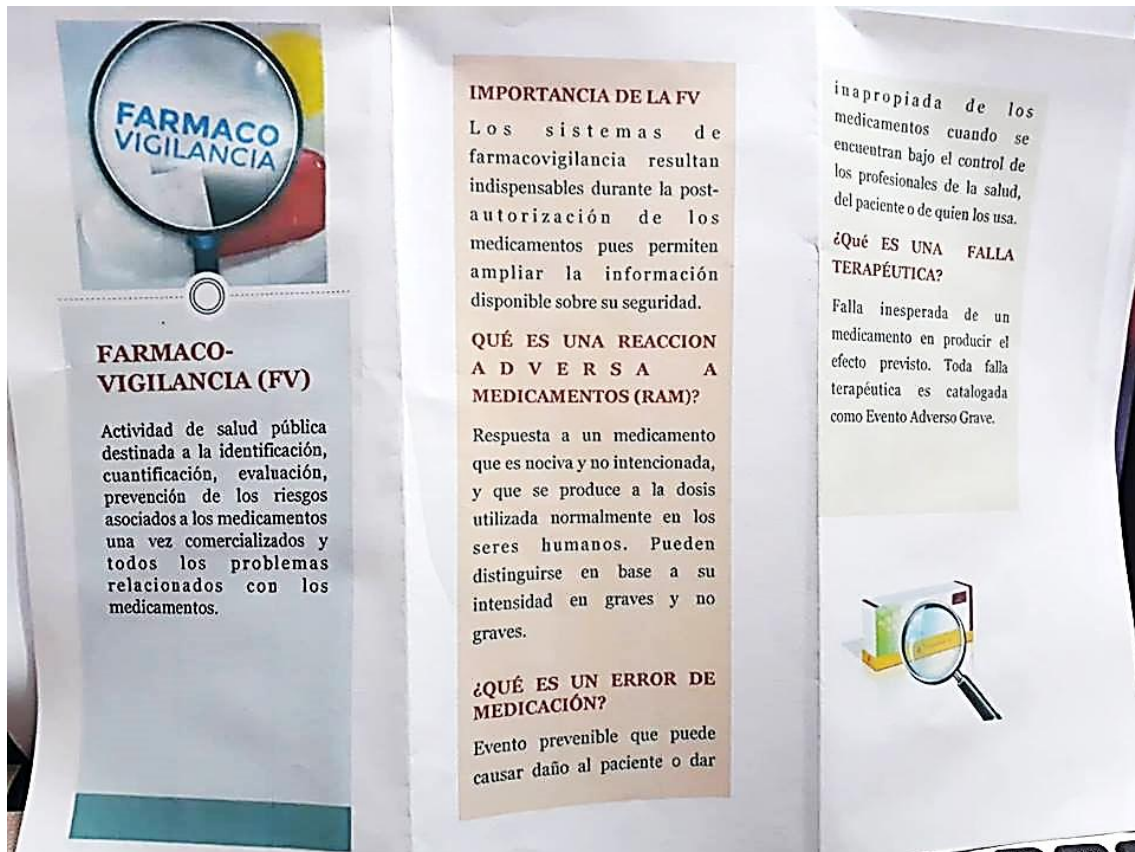 FARMACO
VIGILANCIA
FARMACO-
VIGILANCIA (FV)
Actividad de salud pública
destinada a la identificación,
cuantificación, evaluación,
prevención de los riesgos
asociados a los medicamentos
una vez comercializados y
todos los problemas
relacionados con los
medicamentos.
IMPORTANCIA DE LA FV
Los sistemas de
farmacovigilancia resultan
indispensables durante la post-
autorización de los
medicamentos pues permiten
ampliar la información
disponible sobre su seguridad.
QUÉ ES UNA REACCION
ADVERSA A
MEDICAMENTOS (RAM)?
Respuesta a un medicamento
que es nociva y no intencionada,
y que se produce a la dosis
utilizada normalmente en los
seres humanos. Pueden
distinguirse en base a su
intensidad en graves y no
graves.
¿QUÉ ES UN ERROR DE
MEDICACIÓN?
Evento prevenible que puede
causar daño al paciente o dar
inapropiada de los
medicamentos cuando se
encuentran bajo el control de
los profesionales de la salud,
del paciente o de quien los usa.
¿Qué ES UNA FALLA
TERAPÉUTICA?
Falla inesperada de un
medicamento en producir el
efecto previsto. Toda falla
terapéutica es catalogada
como Evento Adverso Grave.